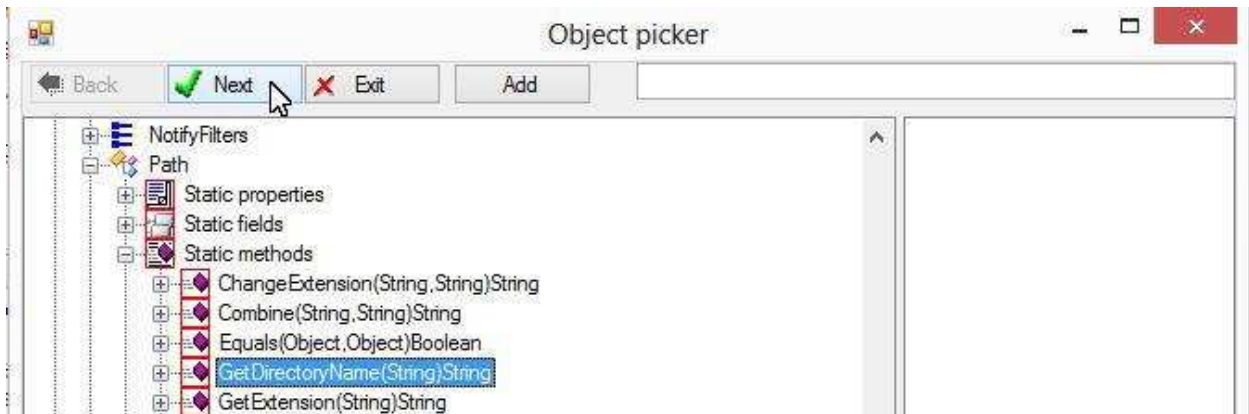 Object picker
Back Next Exit Add
NotifyFilters
Path
Static properties
Static fields
Static methods
ChangeExtension(String,String)String
Combine(String,String)String
Equals(Object,Object)Boolean
GetDirectoryName(String)String
GetExtension(String)String